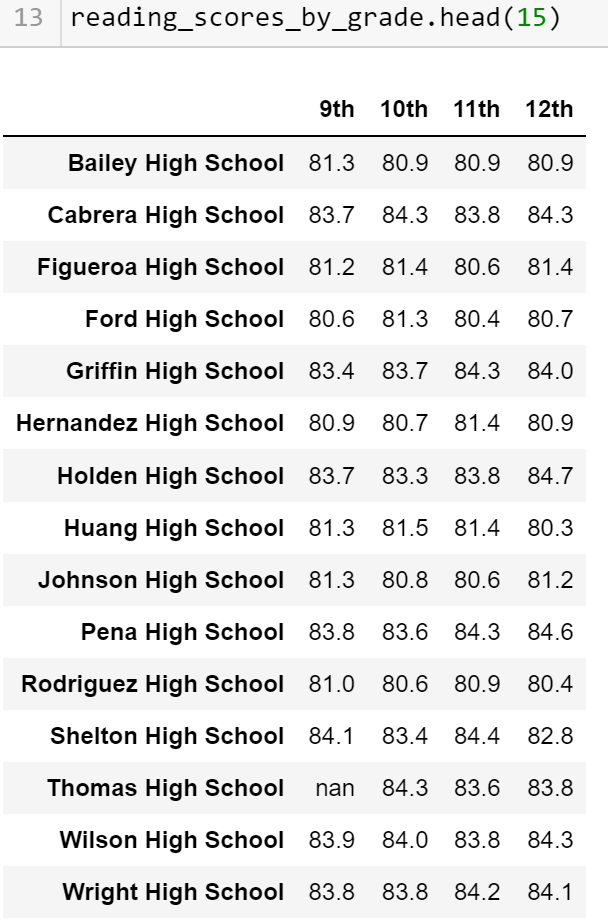 13 reading_scores_by_grade.head(15)
9th 10th 11th 12th
Bailey High School 81.3 80.9 80.9 80.9
Cabrera High School 83.7 84.3 83.8 84.3
Figueroa High School 81.2 81.4 80.6 81.4
Ford High School 80.6 81.3 80.4 80.7
Griffin High School 83.4 83.7 84.3 84.0
Hernandez High School 80.9 80.7 81.4 80.9
Holden High School 83.7 83.3 83.8 84.7
Huang High School 81.3 81.5 81.4 80.3
Johnson High School 81.3 80.8 80.6 81.2
Pena High School 83.8 83.6 84.3 84.6
Rodriguez High School 81.0 80.6 80.9 80.4
Shelton High School 84.1 83.4 84.4 82.8
Thomas High School nan 84.3 83.6 83.8
Wilson High School 83.9 84.0 83.8 84.3
Wright High School 83.8 83.8 84.2 84.1